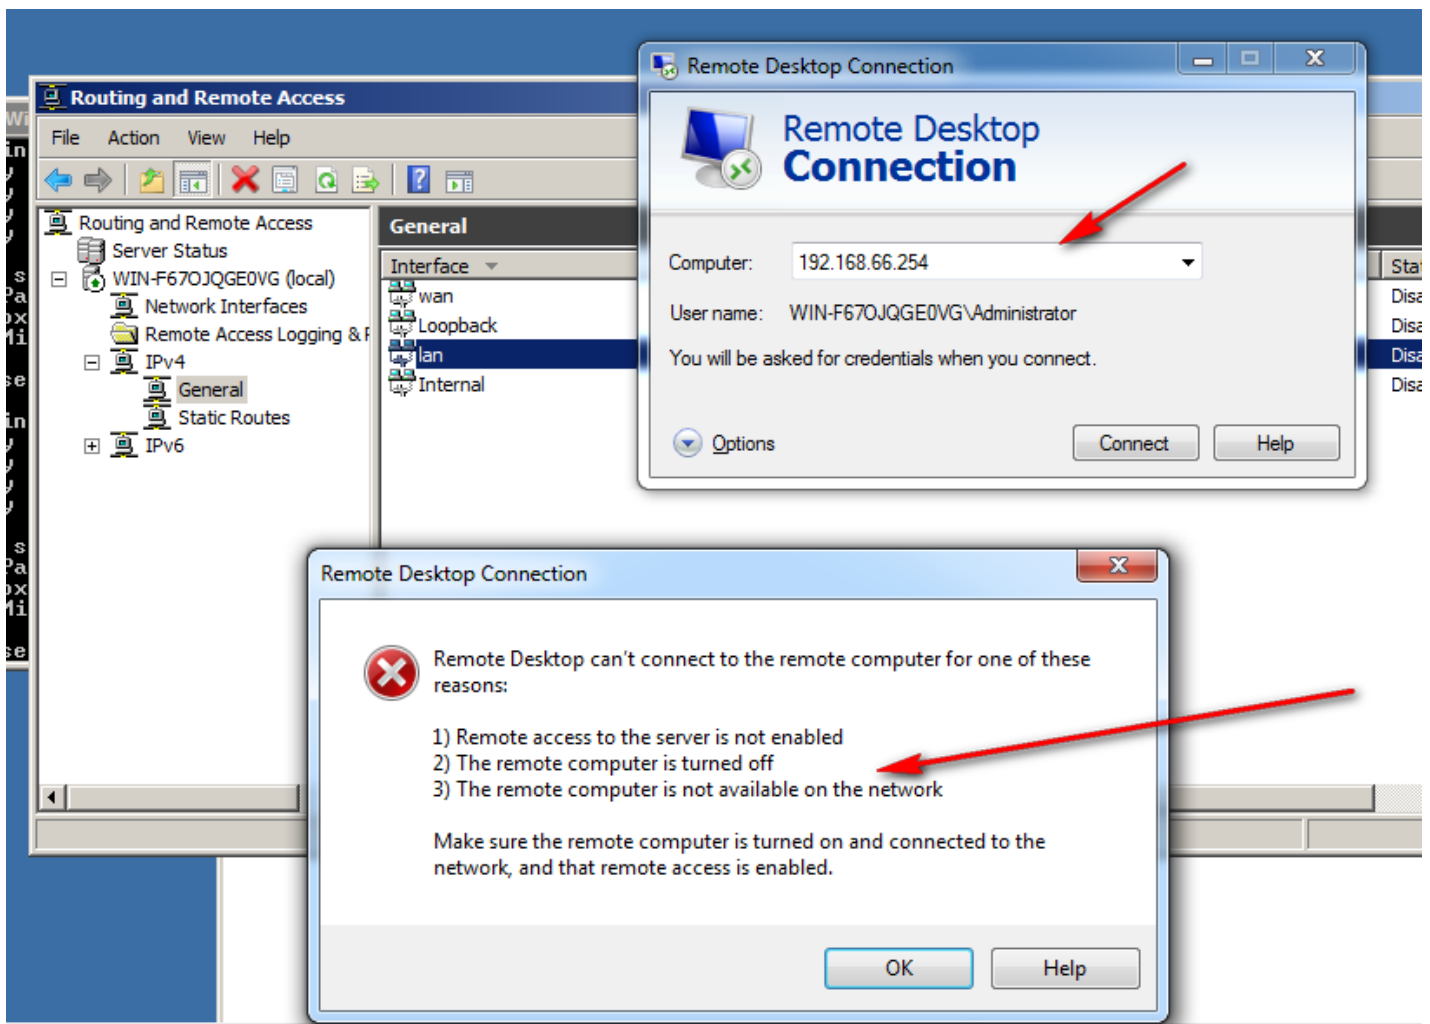 Remote Desktop Connection
Routing and Remote Access
File Action View Help
Remote Desktop
Connection
Routing and Remote Access
Server Status
WIN-F67OJQGE0VG (local)
Network Interfaces
Remote Access Logging &
IPv4
General
Static Routes
IPv6
General
Interface
wan
Loopback
lan
Internal
Computer: 192.168.66.254
User name: WIN-F67OJQGE0VG\Administrator
You will be asked for credentials when you connect.
Options Connect Help
Sta
Disa
Disa
Disa
Disa
Remote Desktop Connection
Remote Desktop can't connect to the remote computer for one of these
reasons:
1) Remote access to the server is not enabled
2) The remote computer is turned off
3) The remote computer is not available on the network
Make sure the remote computer is turned on and connected to the
network, and that remote access is enabled.
OK Help